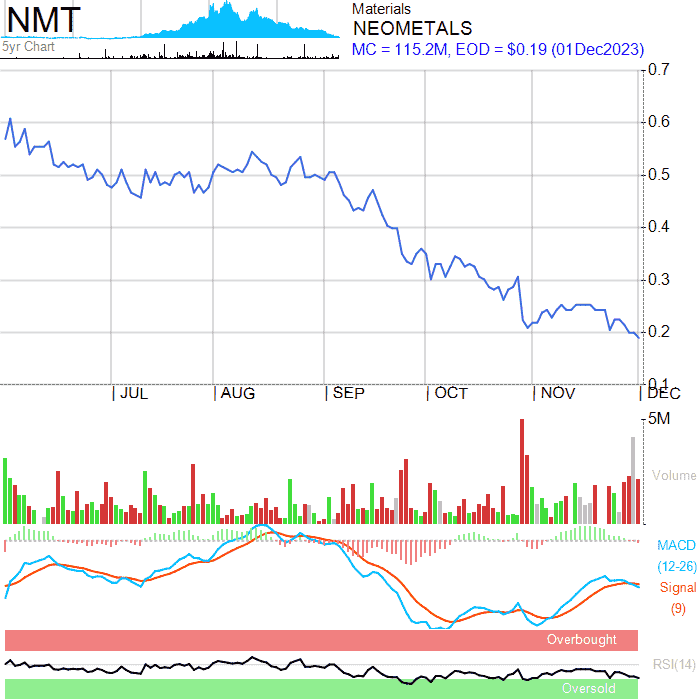 NMT
5yr Chart
Materials
NEOMETALS
MC = 115.2M, EOD = $0.19 (01Dec2023)
0.7
0.6
0.5
0.4
0.3
0.2
0.1
JUL AUG SEP OCT NOV DEC
5M
Volume
MACD
(12-26)
Signal
(9)
Overbought
RSI(14)
Oversold